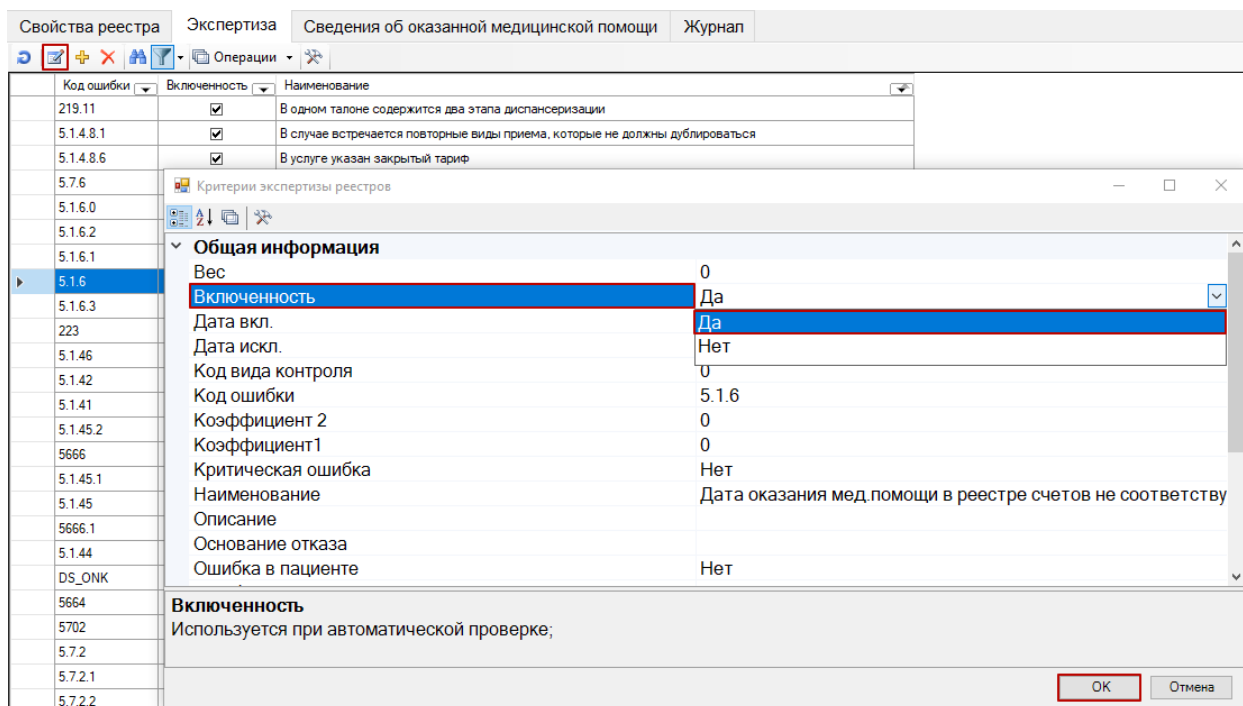 Свойства реестра Экспертиза Сведения об оказанной медицинской помощи Журнал
Операции
Код ошибки Включенность Наименование
219.11 В одном талоне содержится два этапа диспансеризации
5.1.4.8.1 В случае встречается повторные виды приема, которые не должны дублироваться
5.1.4.8.6 В услуге указан закрытый тариф
5.7.6
5.1.6.0
5.1.6.2
5.1.6.1
5.1.6
5.1.6.3
223
5.1.46
5.1.42
5.1.41
5.1.45.2
5666
5.1.45.1
5.1.45
5666.1
5.1.44
DS_ONK
5664
5702
5.7.2
5.7.2.1
5.7.2.2
Критерии экспертизы реестров
Общая информация
Вес 0
Включенность Да
Дата вкл. Да
Дата искл. Нет
Код вида контроля 0
Код ошибки 5.1.6
Коэффициент 2 0
Коэффициент1 0
Критическая ошибка Нет
Наименование Дата оказания мед.помощи в реестре счетов не соответству
Описание
Основание отказа
Ошибка в пациенте Нет
Включенность
Используется при автоматической проверке;
OK Отмена